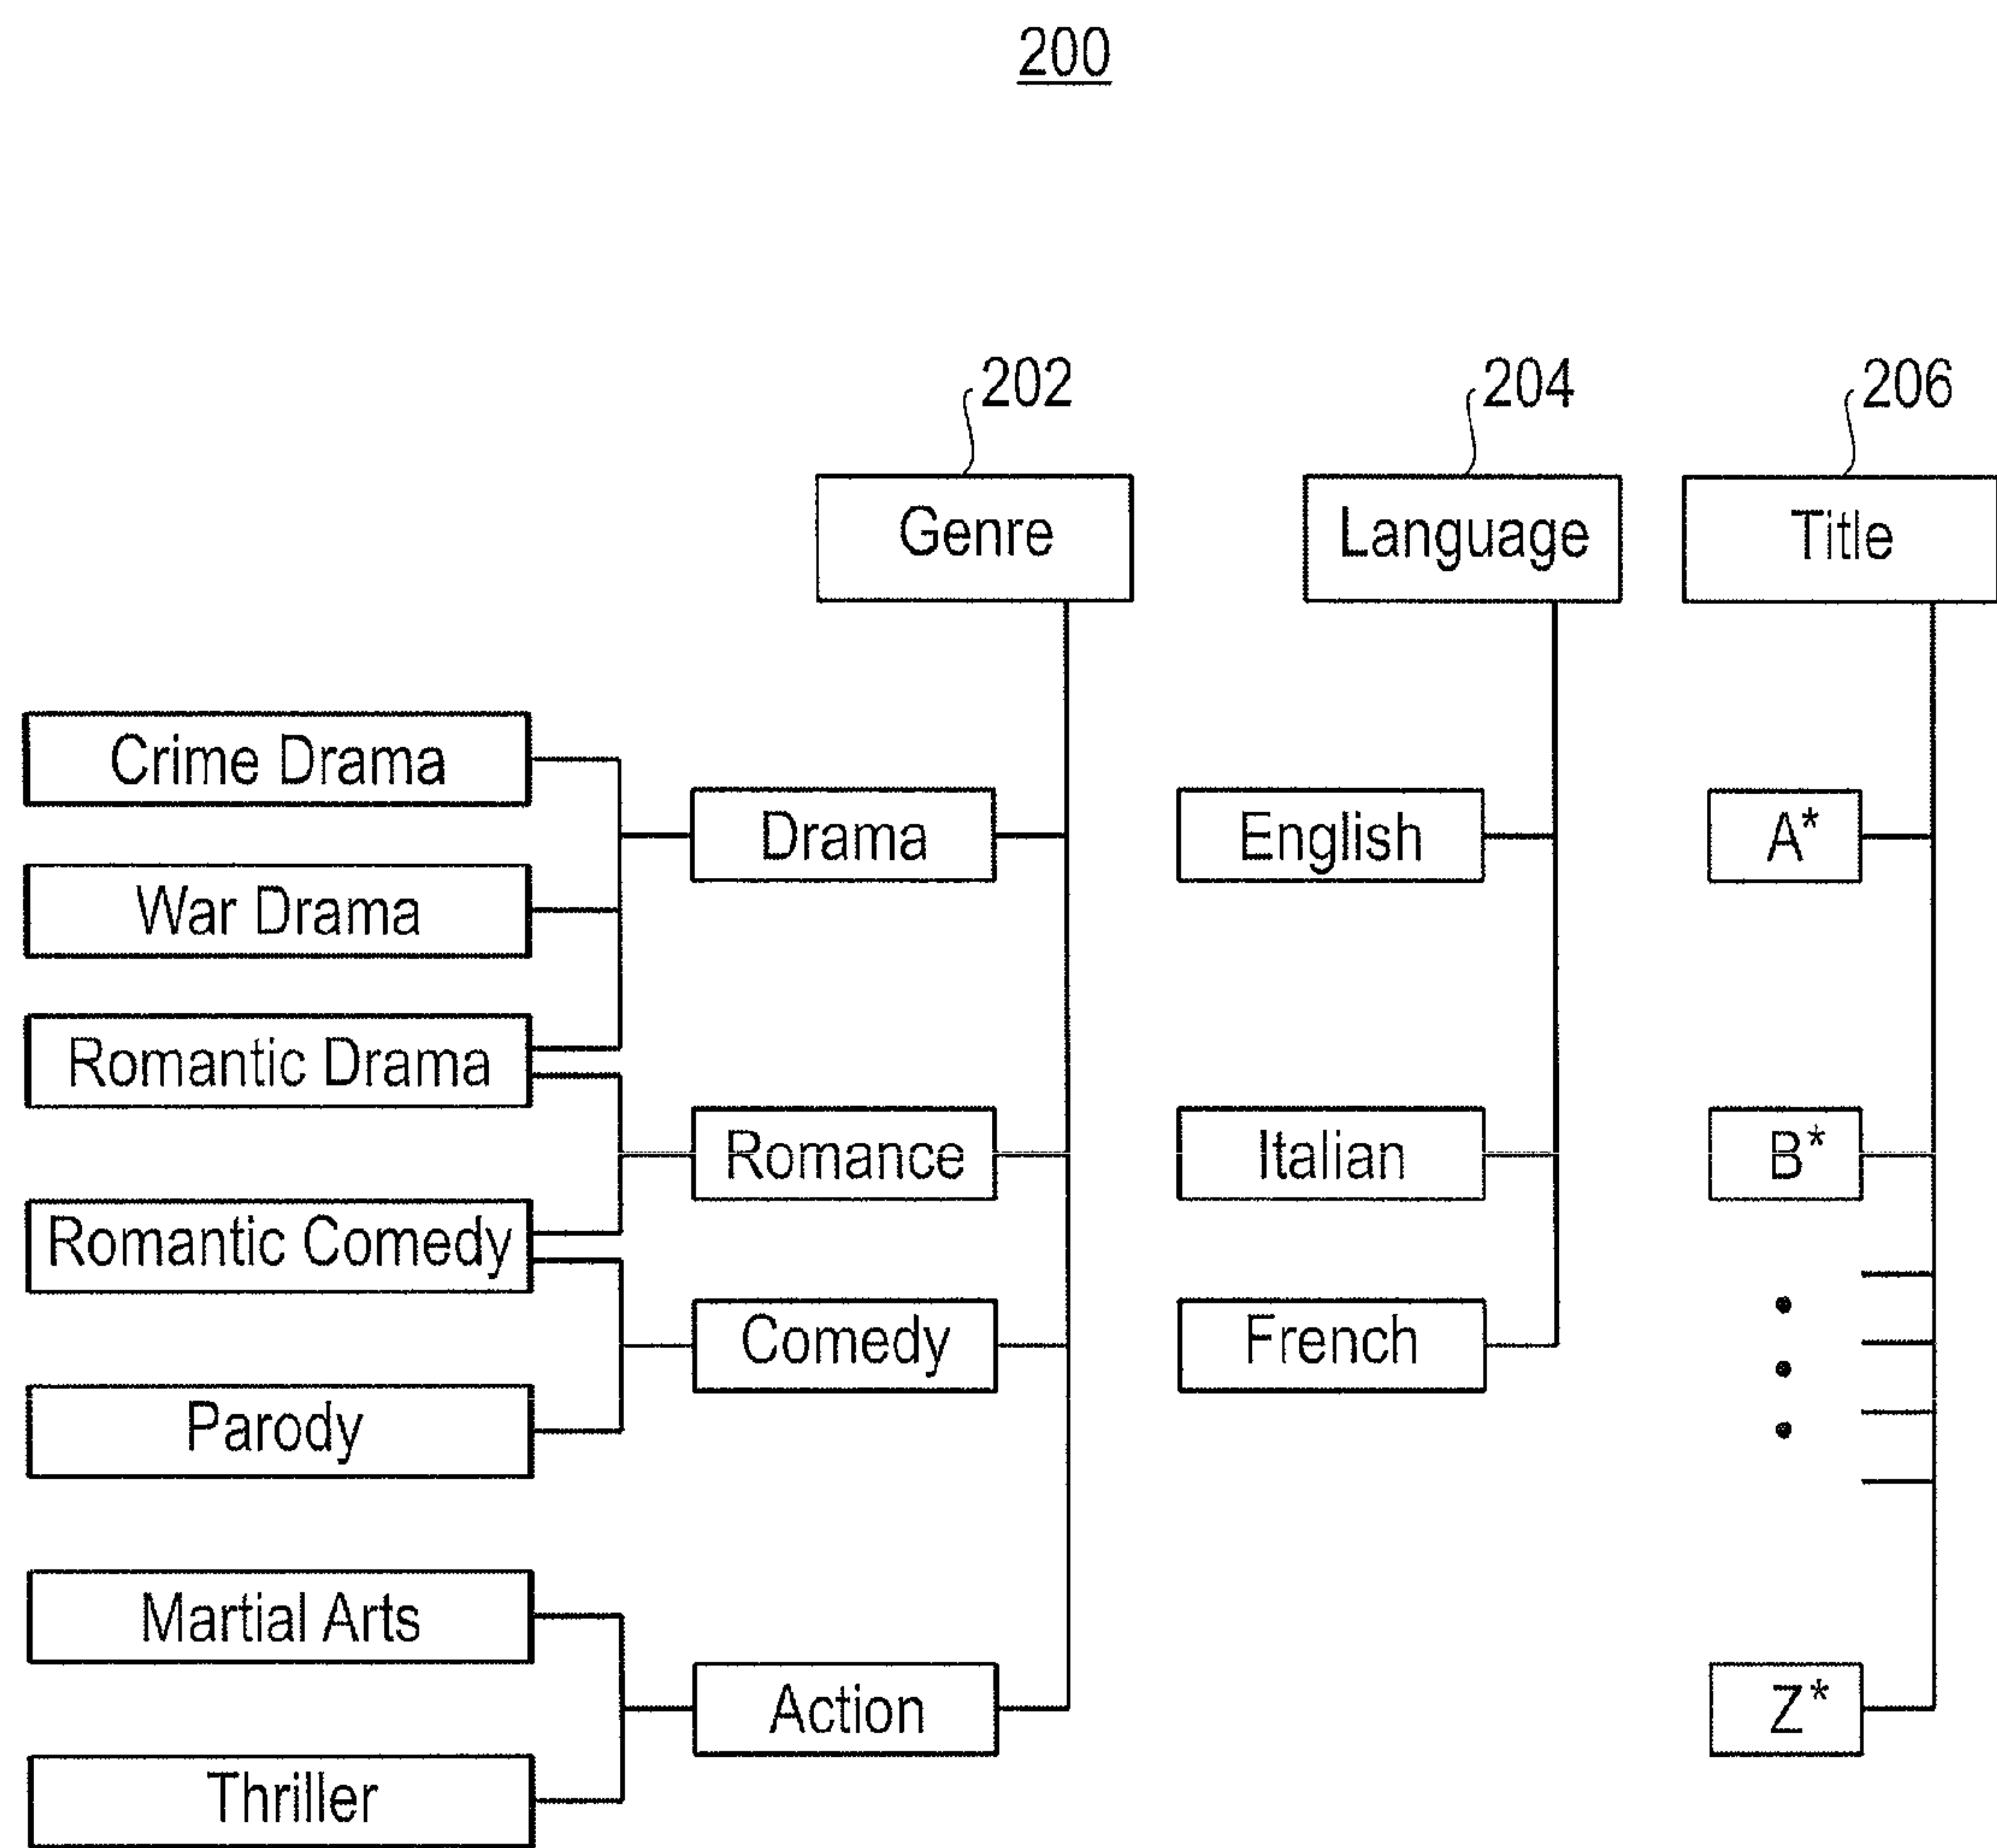 200
202
204
206
Genre
Language
Title
Crime Drama
Drama
English
A*
War Drama
Romantic Drama
Romance
Italian
B*
Romantic Comedy
Comedy
French
Parody
Martial Arts
Action
Z*
Thriller